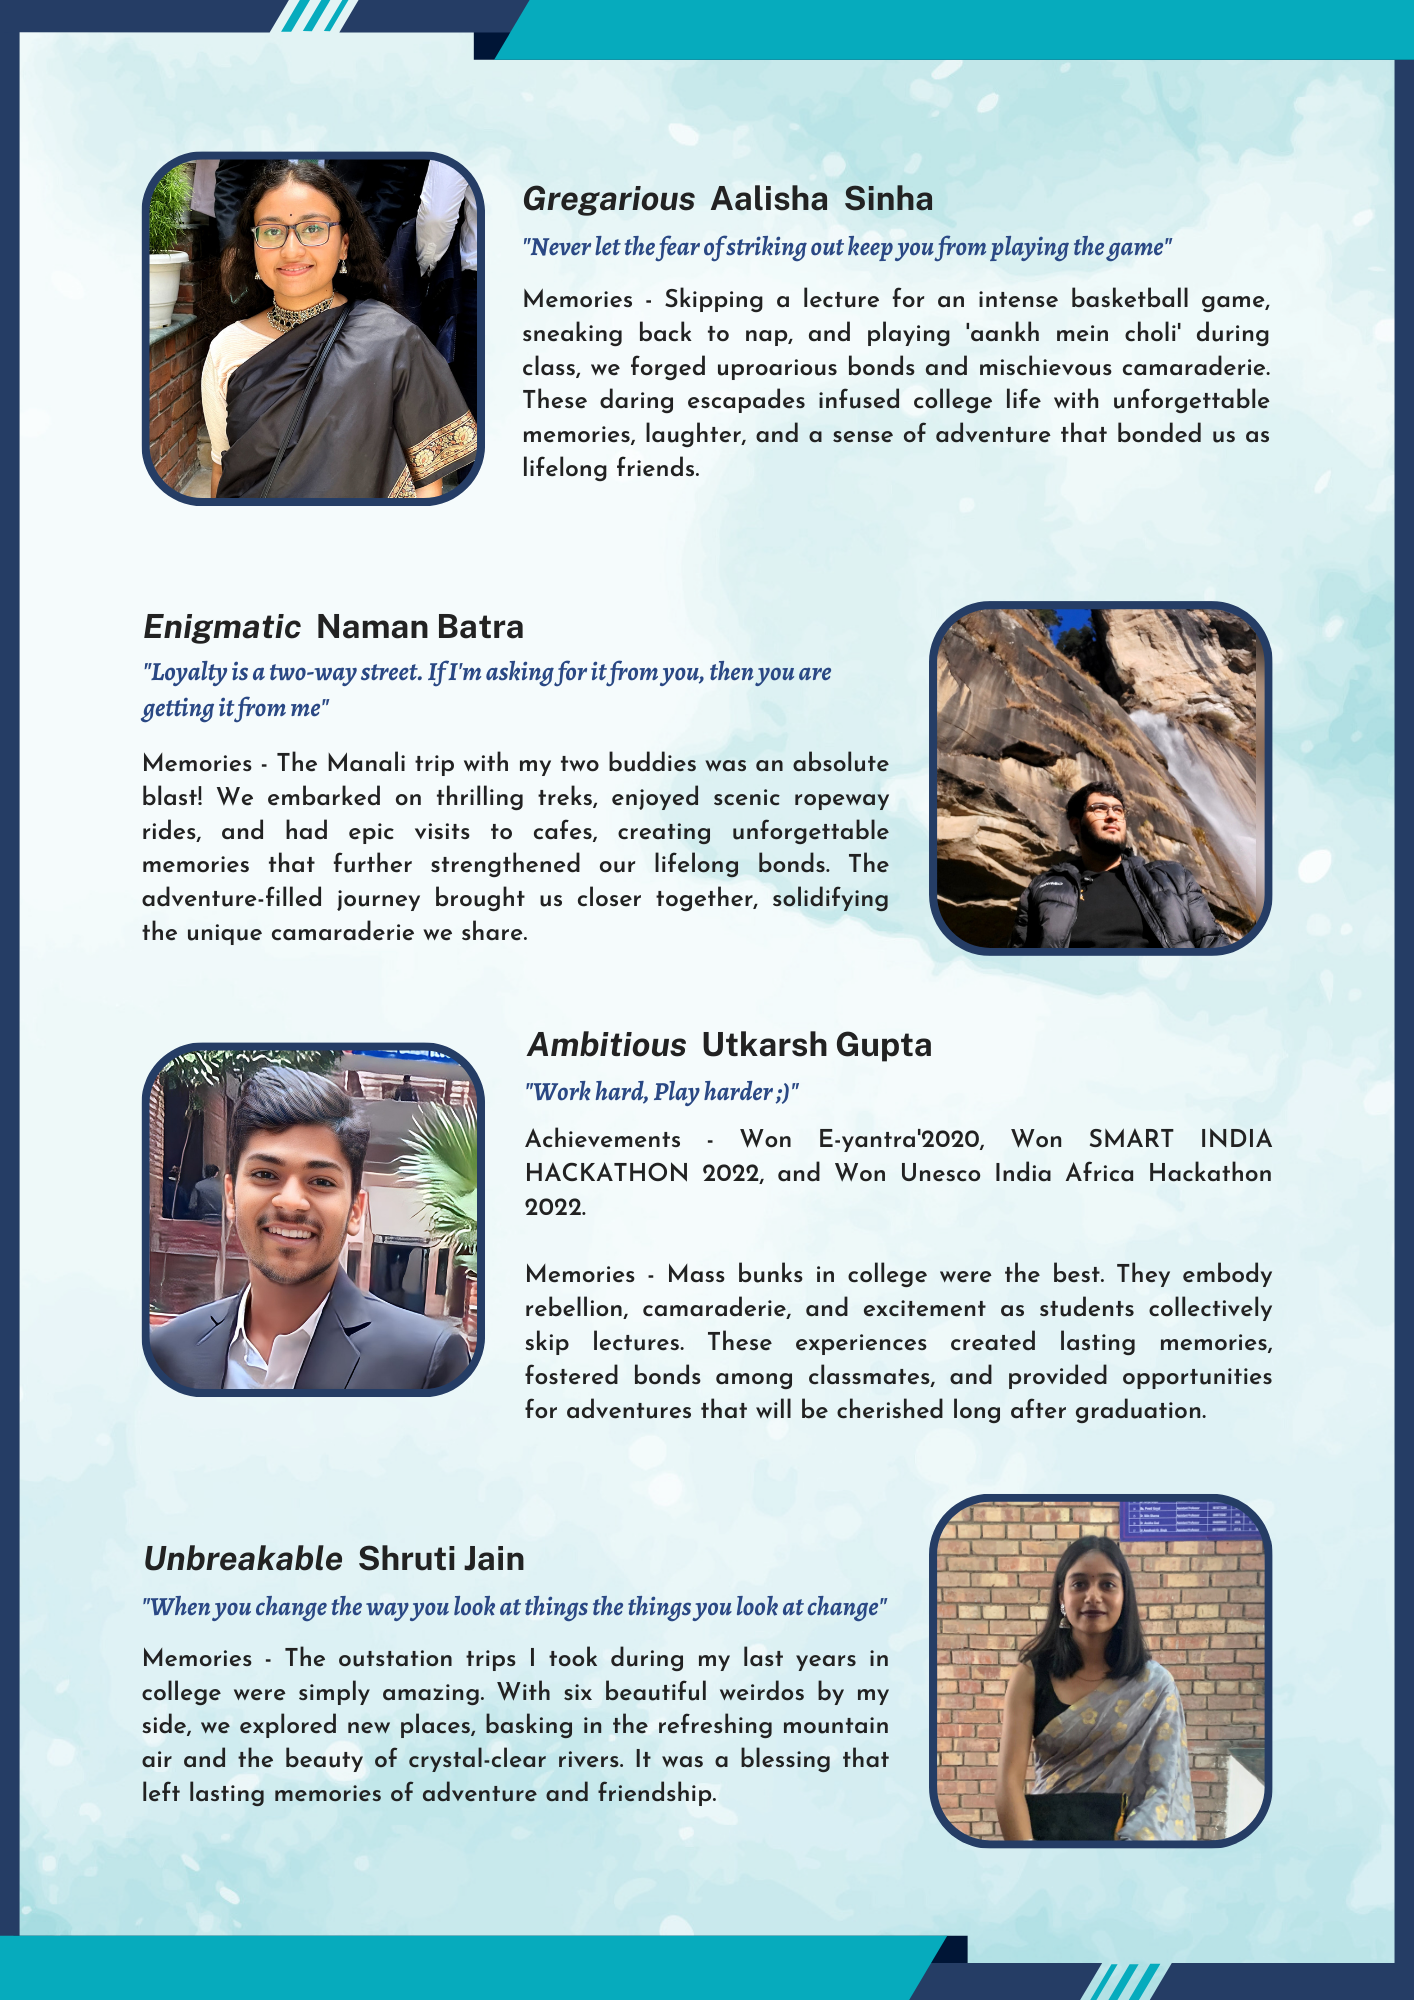 Gregarious Aalisha Sinha
"Never let the fear of striking out keep you from playing the game"
Memories - Skipping a lecture for an intense basketball game,
sneaking back to nap, and playing 'aankh mein choli' during
class, we forged uproarious bonds and mischievous camaraderie.
These daring escapades infused college life with unforgettable
memories, laughter, and a sense of adventure that bonded us as
lifelong friends.
Enigmatic Naman Batra
"Loyalty is a two-way street. If I'm asking for it from you, then you are
getting it from me"
Memories - The Manali trip with my two buddies was an absolute
blast! We embarked on thrilling treks, enjoyed scenic ropeway
rides, and had epic visits to cafes, creating unforgettable
memories that further strengthened our lifelong bonds. The
adventure-filled journey brought us closer together, solidifying
the unique camaraderie we share.
Ambitious Utkarsh Gupta
"Work hard, Play harder ;)"
Achievements - Won E-yantra'2020, Won SMART INDIA
HACKATHON 2022, and Won Unesco India Africa Hackathon
2022.
Memories - Mass bunks in college were the best. They embody
rebellion, camaraderie, and excitement as students collectively
skip lectures. These experiences created lasting memories,
fostered bonds among classmates, and provided opportunities
for adventures that will be cherished long after graduation.
Unbreakable Shruti Jain
"When you change the way you look at things the things you look at change"
Memories - The outstation trips I took during my last years in
college were simply amazing. With six beautiful weirdos by my
side, we explored new places, basking in the refreshing mountain
air and the beauty of crystal-clear rivers. It was a blessing that
left lasting memories of adventure and friendship.